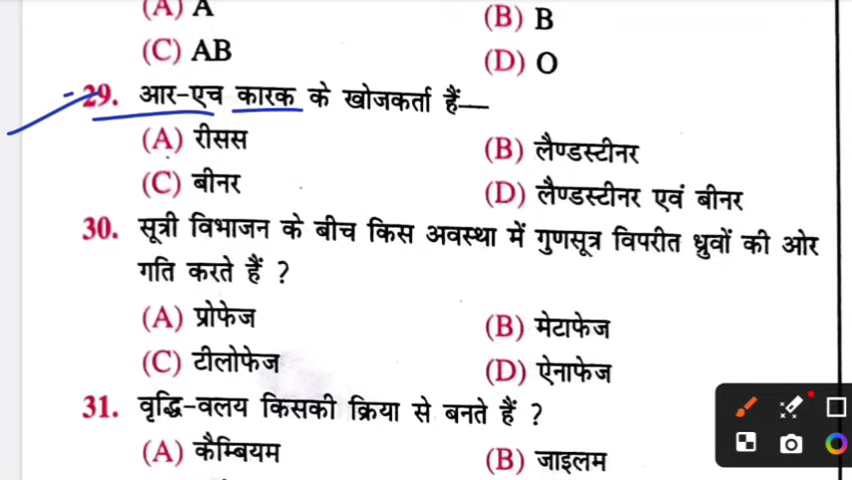 (A) A
(B) B
(C) AB
(D) O
29. आर-एच कारक के खोजकर्ता हैं—
(A) रीसस
(B) लैण्डस्टीनर
(C) बीनर
(D) लैण्डस्टीनर एवं बीनर
30. सूत्री विभाजन के बीच किस अवस्था में गुणसूत्र विपरीत ध्रुवों की ओर
गति करते हैं ?
(A) प्रोफेज
(B) मेटाफेज
(C) टीलोफेज
(D) ऐनाफेज
31. वृद्धि-वलय किसकी क्रिया से बनते हैं ?
(A) कैम्बियम
(B) जाइलम